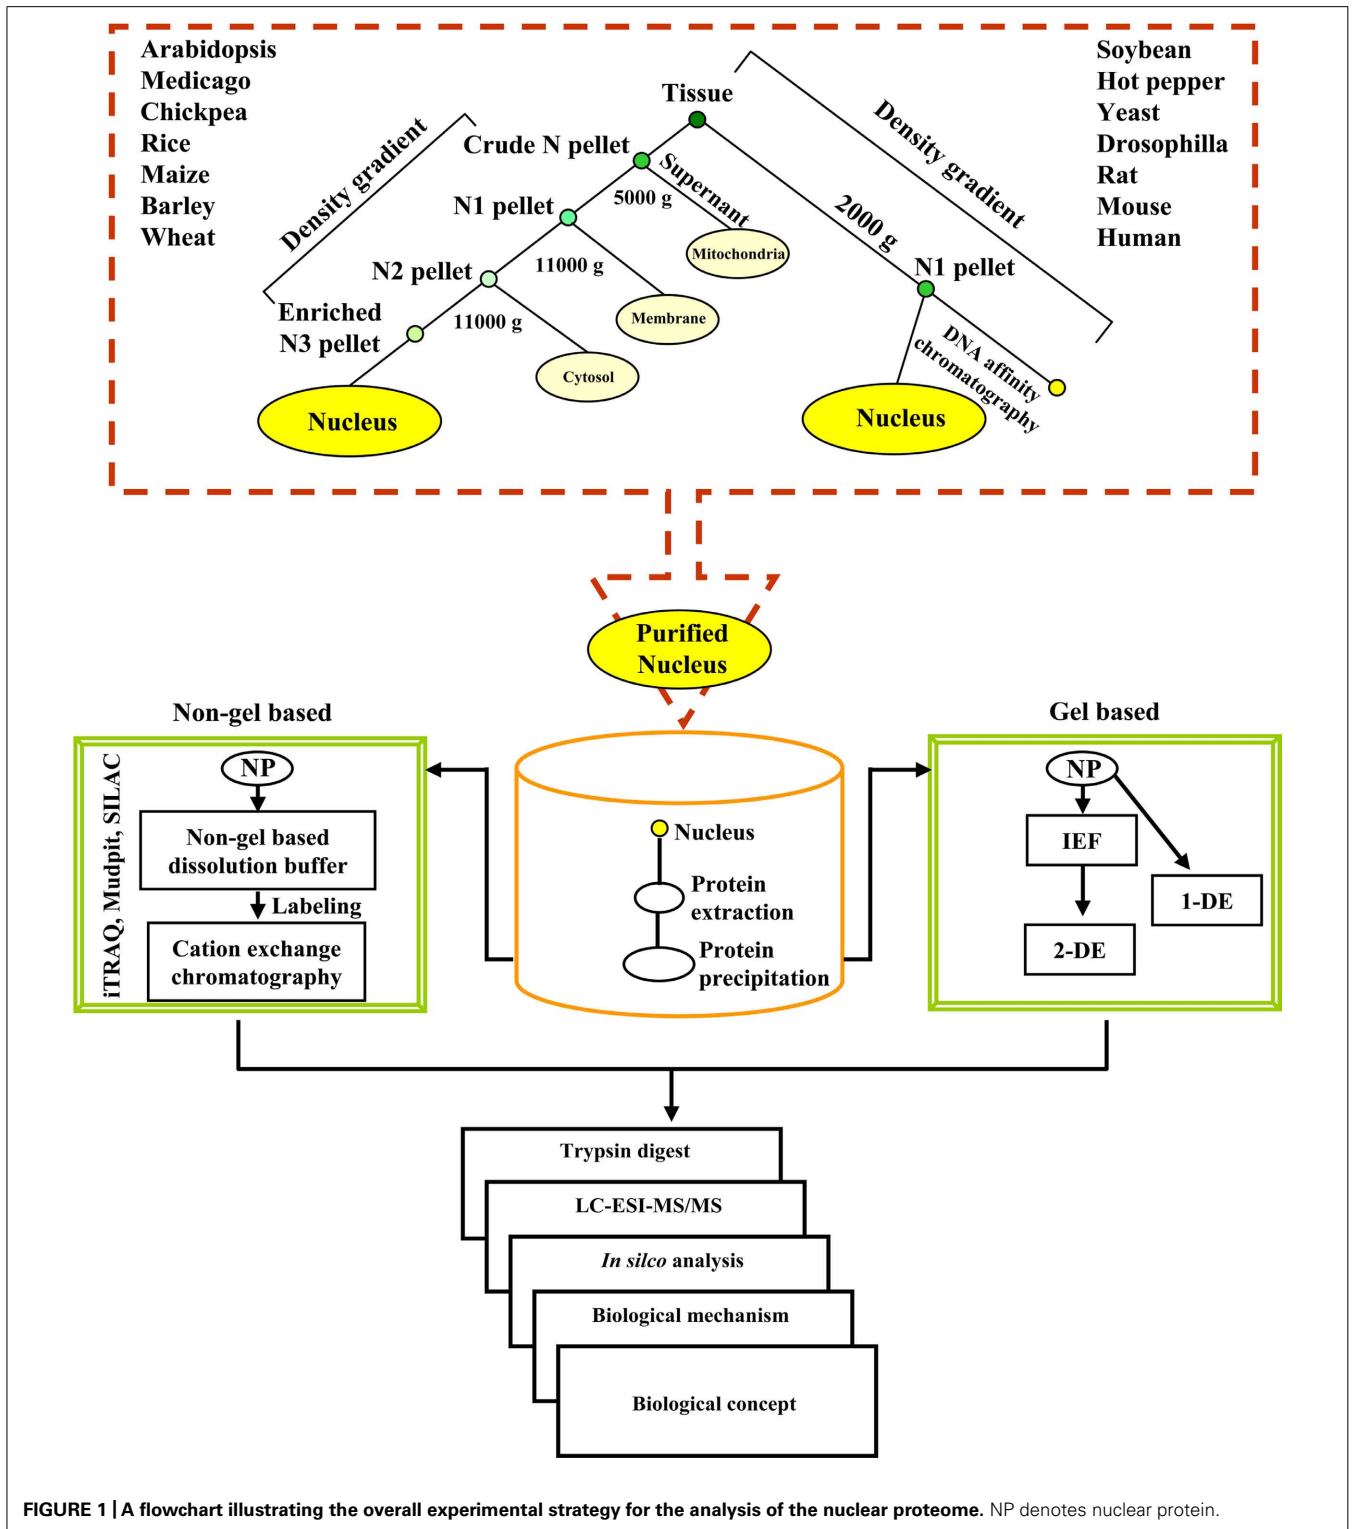 Arabidopsis
Medicago
Chickpea
Rice
Maize
Barley
Wheat
Soybean
Hot pepper
Yeast
Drosophilla
Rat
Mouse
Human
Tissue
Density gradient
Crude N pellet
Supernant
5000 g
Mitochondria
N1 pellet
11000 g
Membrane
N2 pellet
11000 g
Cytosol
Enriched
N3 pellet
Nucleus
Density gradient
2000 g
N1 pellet
DNA affinity
chromatography
Nucleus
Purified
Nucleus
Non-gel based
iTRAQ, Mudpit, SILAC
NP
Non-gel based
dissolution buffer
Labeling
Cation exchange
chromatography
Nucleus
Protein
extraction
Protein
precipitation
Gel based
NP
IEF
1-DE
2-DE
Trypsin digest
LC-ESI-MS/MS
In silco analysis
Biological mechanism
Biological concept
FIGURE 1 | A flowchart illustrating the overall experimental strategy for the analysis of the nuclear proteome. NP denotes nuclear protein.